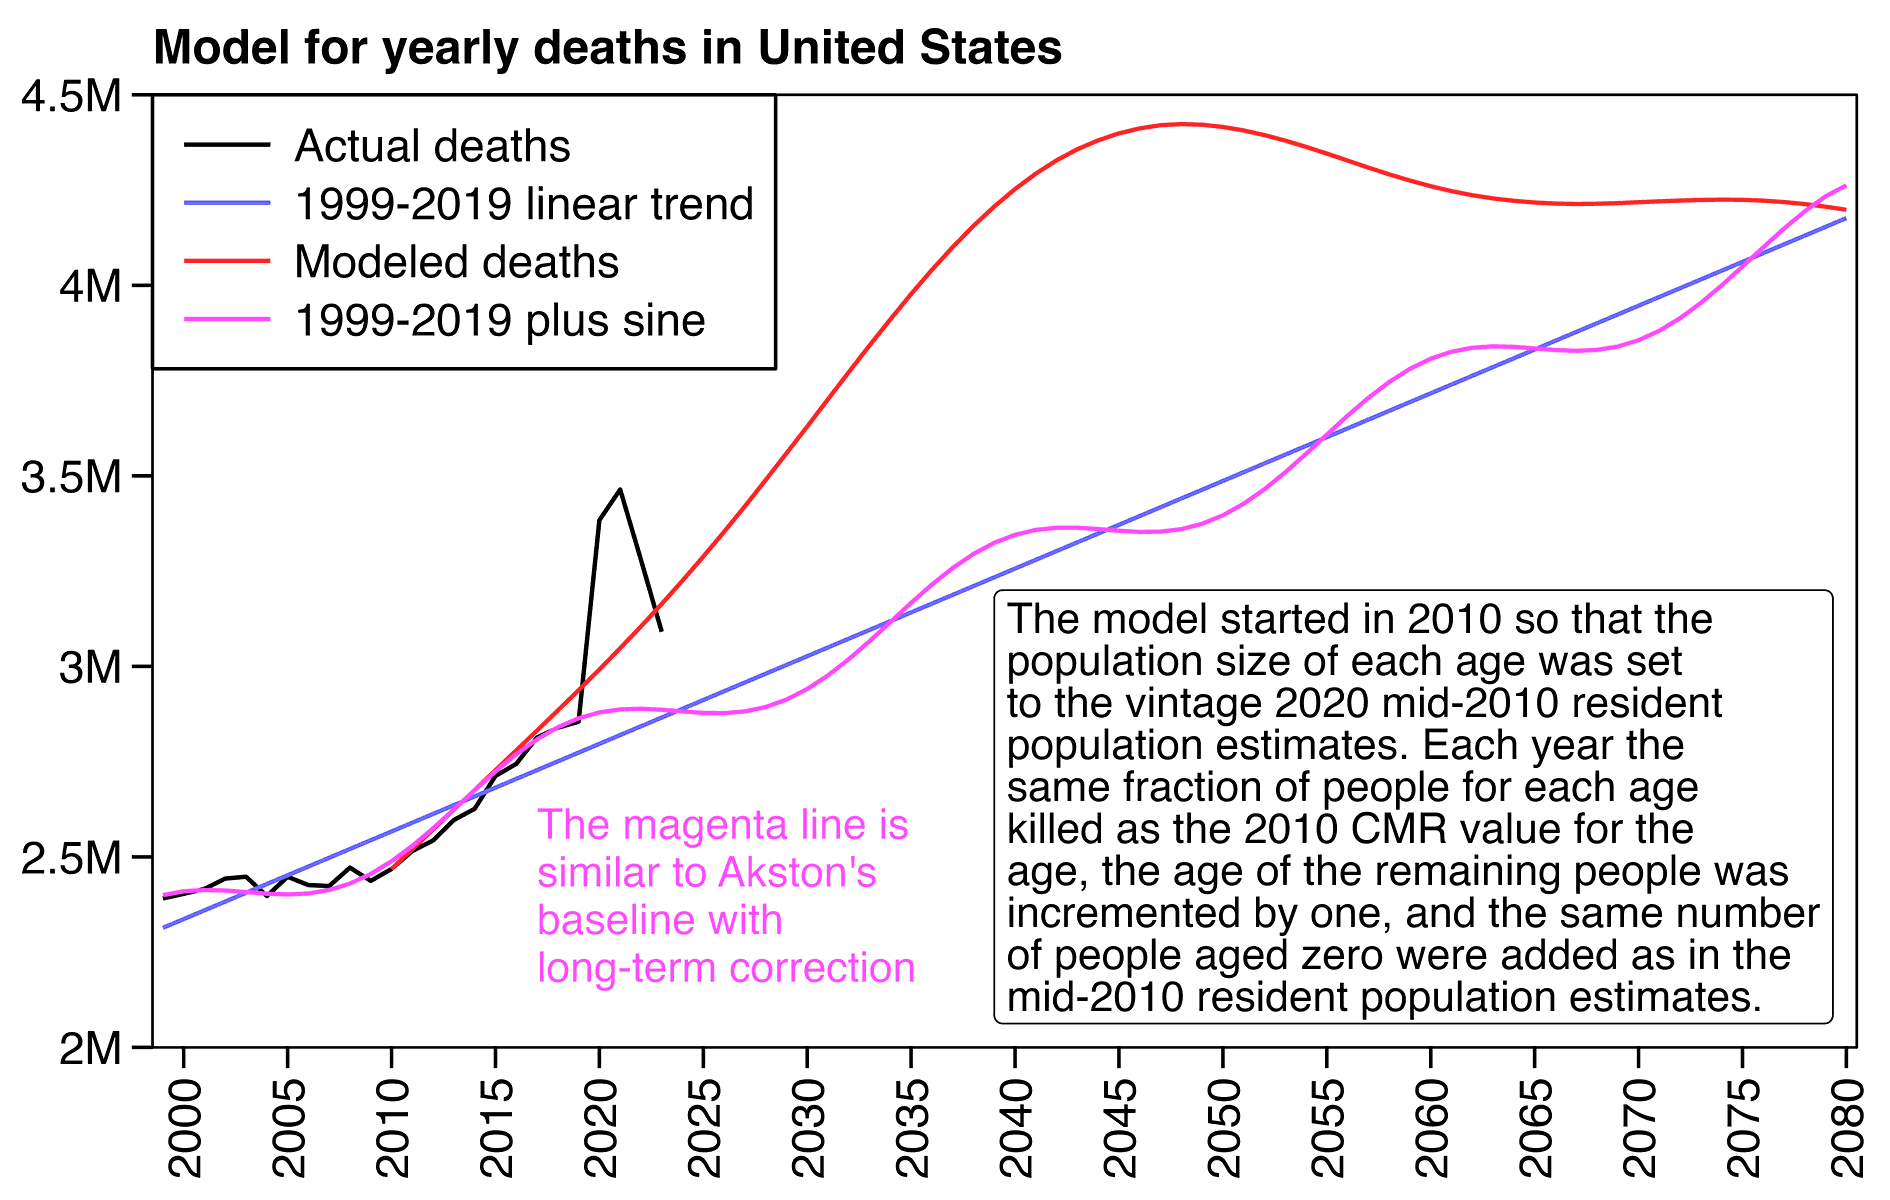 Model for yearly deaths in United States
4.5M
4M
3.5M
3M
2.5M
2M
Actual deaths
1999-2019 linear trend
Modeled deaths
1999-2019 plus sine
The magenta line is
similar to Akston's
baseline with
long-term correction
The model started in 2010 so that the
population size of each age was set
to the vintage 2020 mid-2010 resident
population estimates. Each year the
same fraction of people for each age
killed as the 2010 CMR value for the
age, the age of the remaining people was
incremented by one, and the same number
of people aged zero were added as in the
mid-2010 resident population estimates.
2000
2005
2010
2015
2020
2025
2030
2035
2040
2045
2050
2055
2060
2065
2070
2075
2080